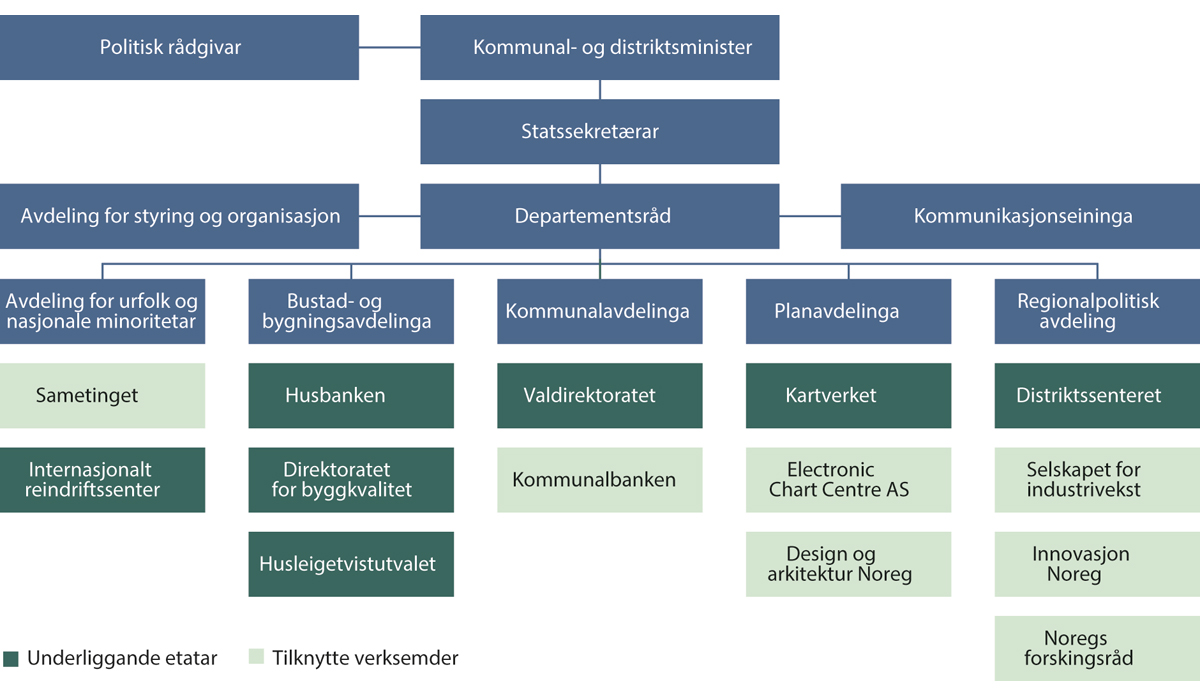 Politisk rådgivar
Kommunal- og distriktsminister
Statssekretærar
Avdeling for styring og organisasjon
Departementsråd
Kommunikasjonseininga
Avdeling for urfolk og
nasjonale minoritetar
Bustad- og
bygningsavdelinga
Kommunalavdelinga
Planavdelinga
Regionalpolitisk
avdeling
Sametinget
Husbanken
Valdirektoratet
Kartverket
Distriktssenteret
Internasjonalt
reindriftssenter
Direktoratet
for byggkvalitet
Kommunalbanken
Electronic
Chart Centre AS
Selskapet for
industrivekst
Husleigetvistutvalet
Design og
arkitektur Noreg
Innovasjon
Noreg
Noregs
forskingsråd
Underliggande etatar
Tilknytte verksemder